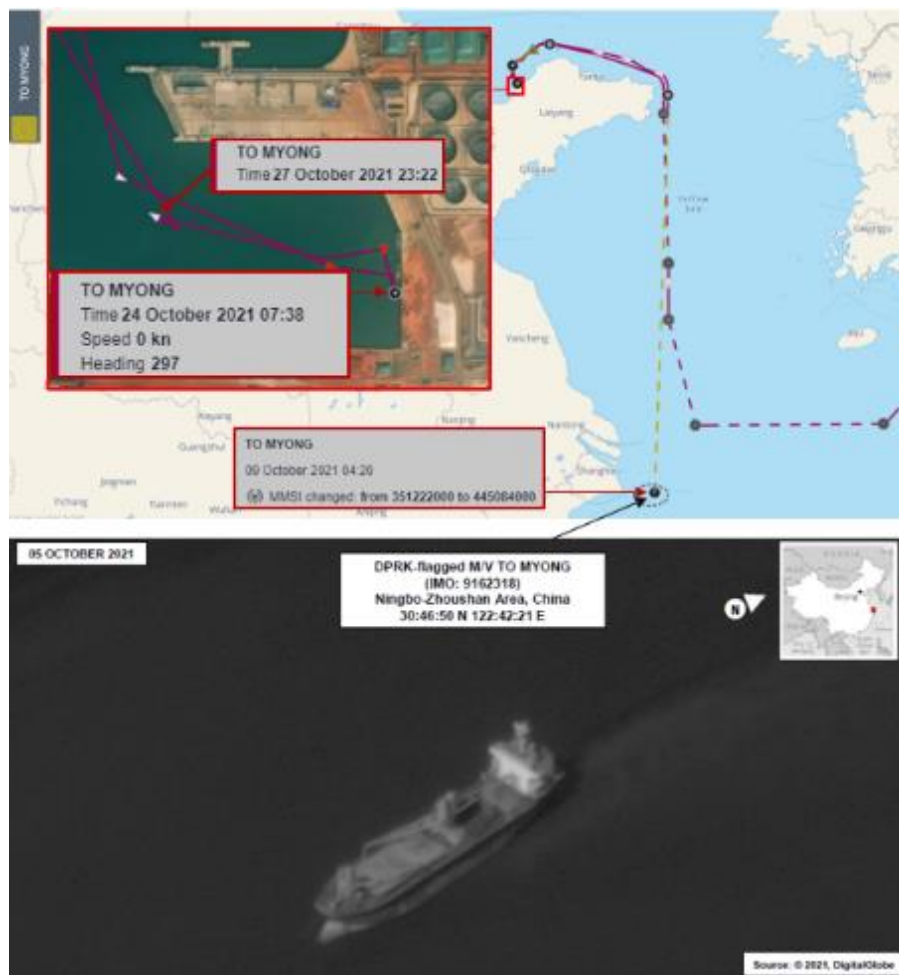 TO MYONG
TO MYONG
Time 27 October 2021 23:22
TO MYONG
Time 24 October 2021 07:38
Speed 0 kn
Heading 297
Yancheng
Nantong
Shanghai
TO MYONG
09 October 2021 04:20
MMSI changed: from 351222000 to 445084000
05 OCTOBER 2021
DPRK-flagged M/V TO MYONG
(IMO: 9162318)
Ningbo-Zhoushan Area, China
30:46:50 N 122:42:21 E
N
Source: © 2021, DigitalGlobe